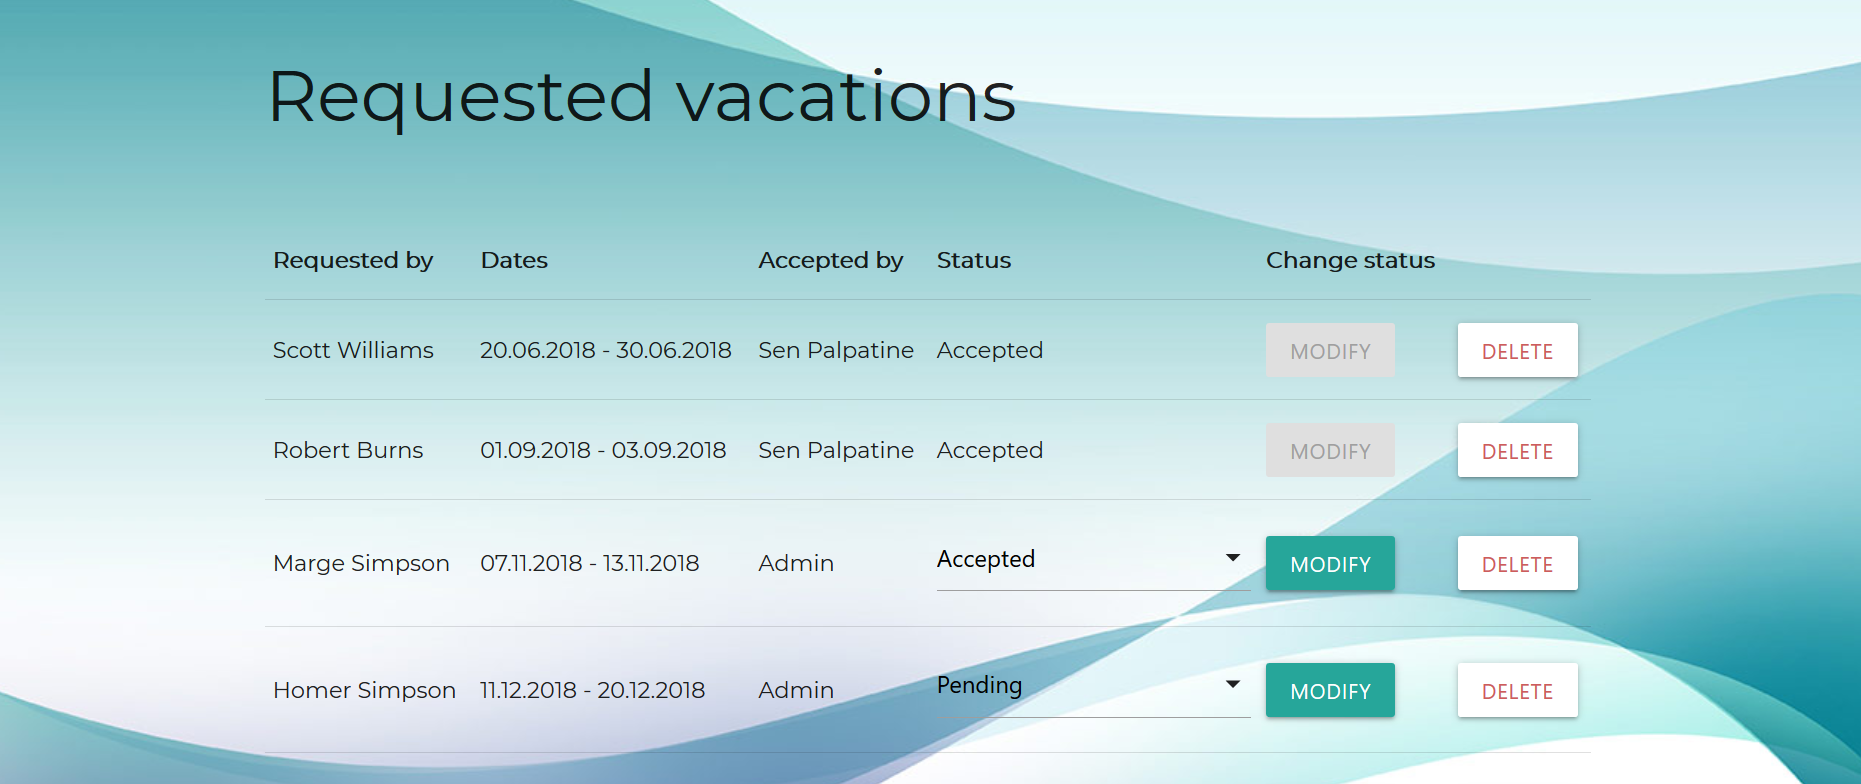 Requested vacations
Requested by Dates Accepted by Status Change status
Scott Williams 20.06.2018 - 30.06.2018 Sen Palpatine Accepted MODIFY DELETE
Robert Burns 01.09.2018 - 03.09.2018 Sen Palpatine Accepted MODIFY DELETE
Marge Simpson 07.11.2018 - 13.11.2018 Admin Accepted MODIFY DELETE
Homer Simpson 11.12.2018 - 20.12.2018 Admin Pending MODIFY DELETE